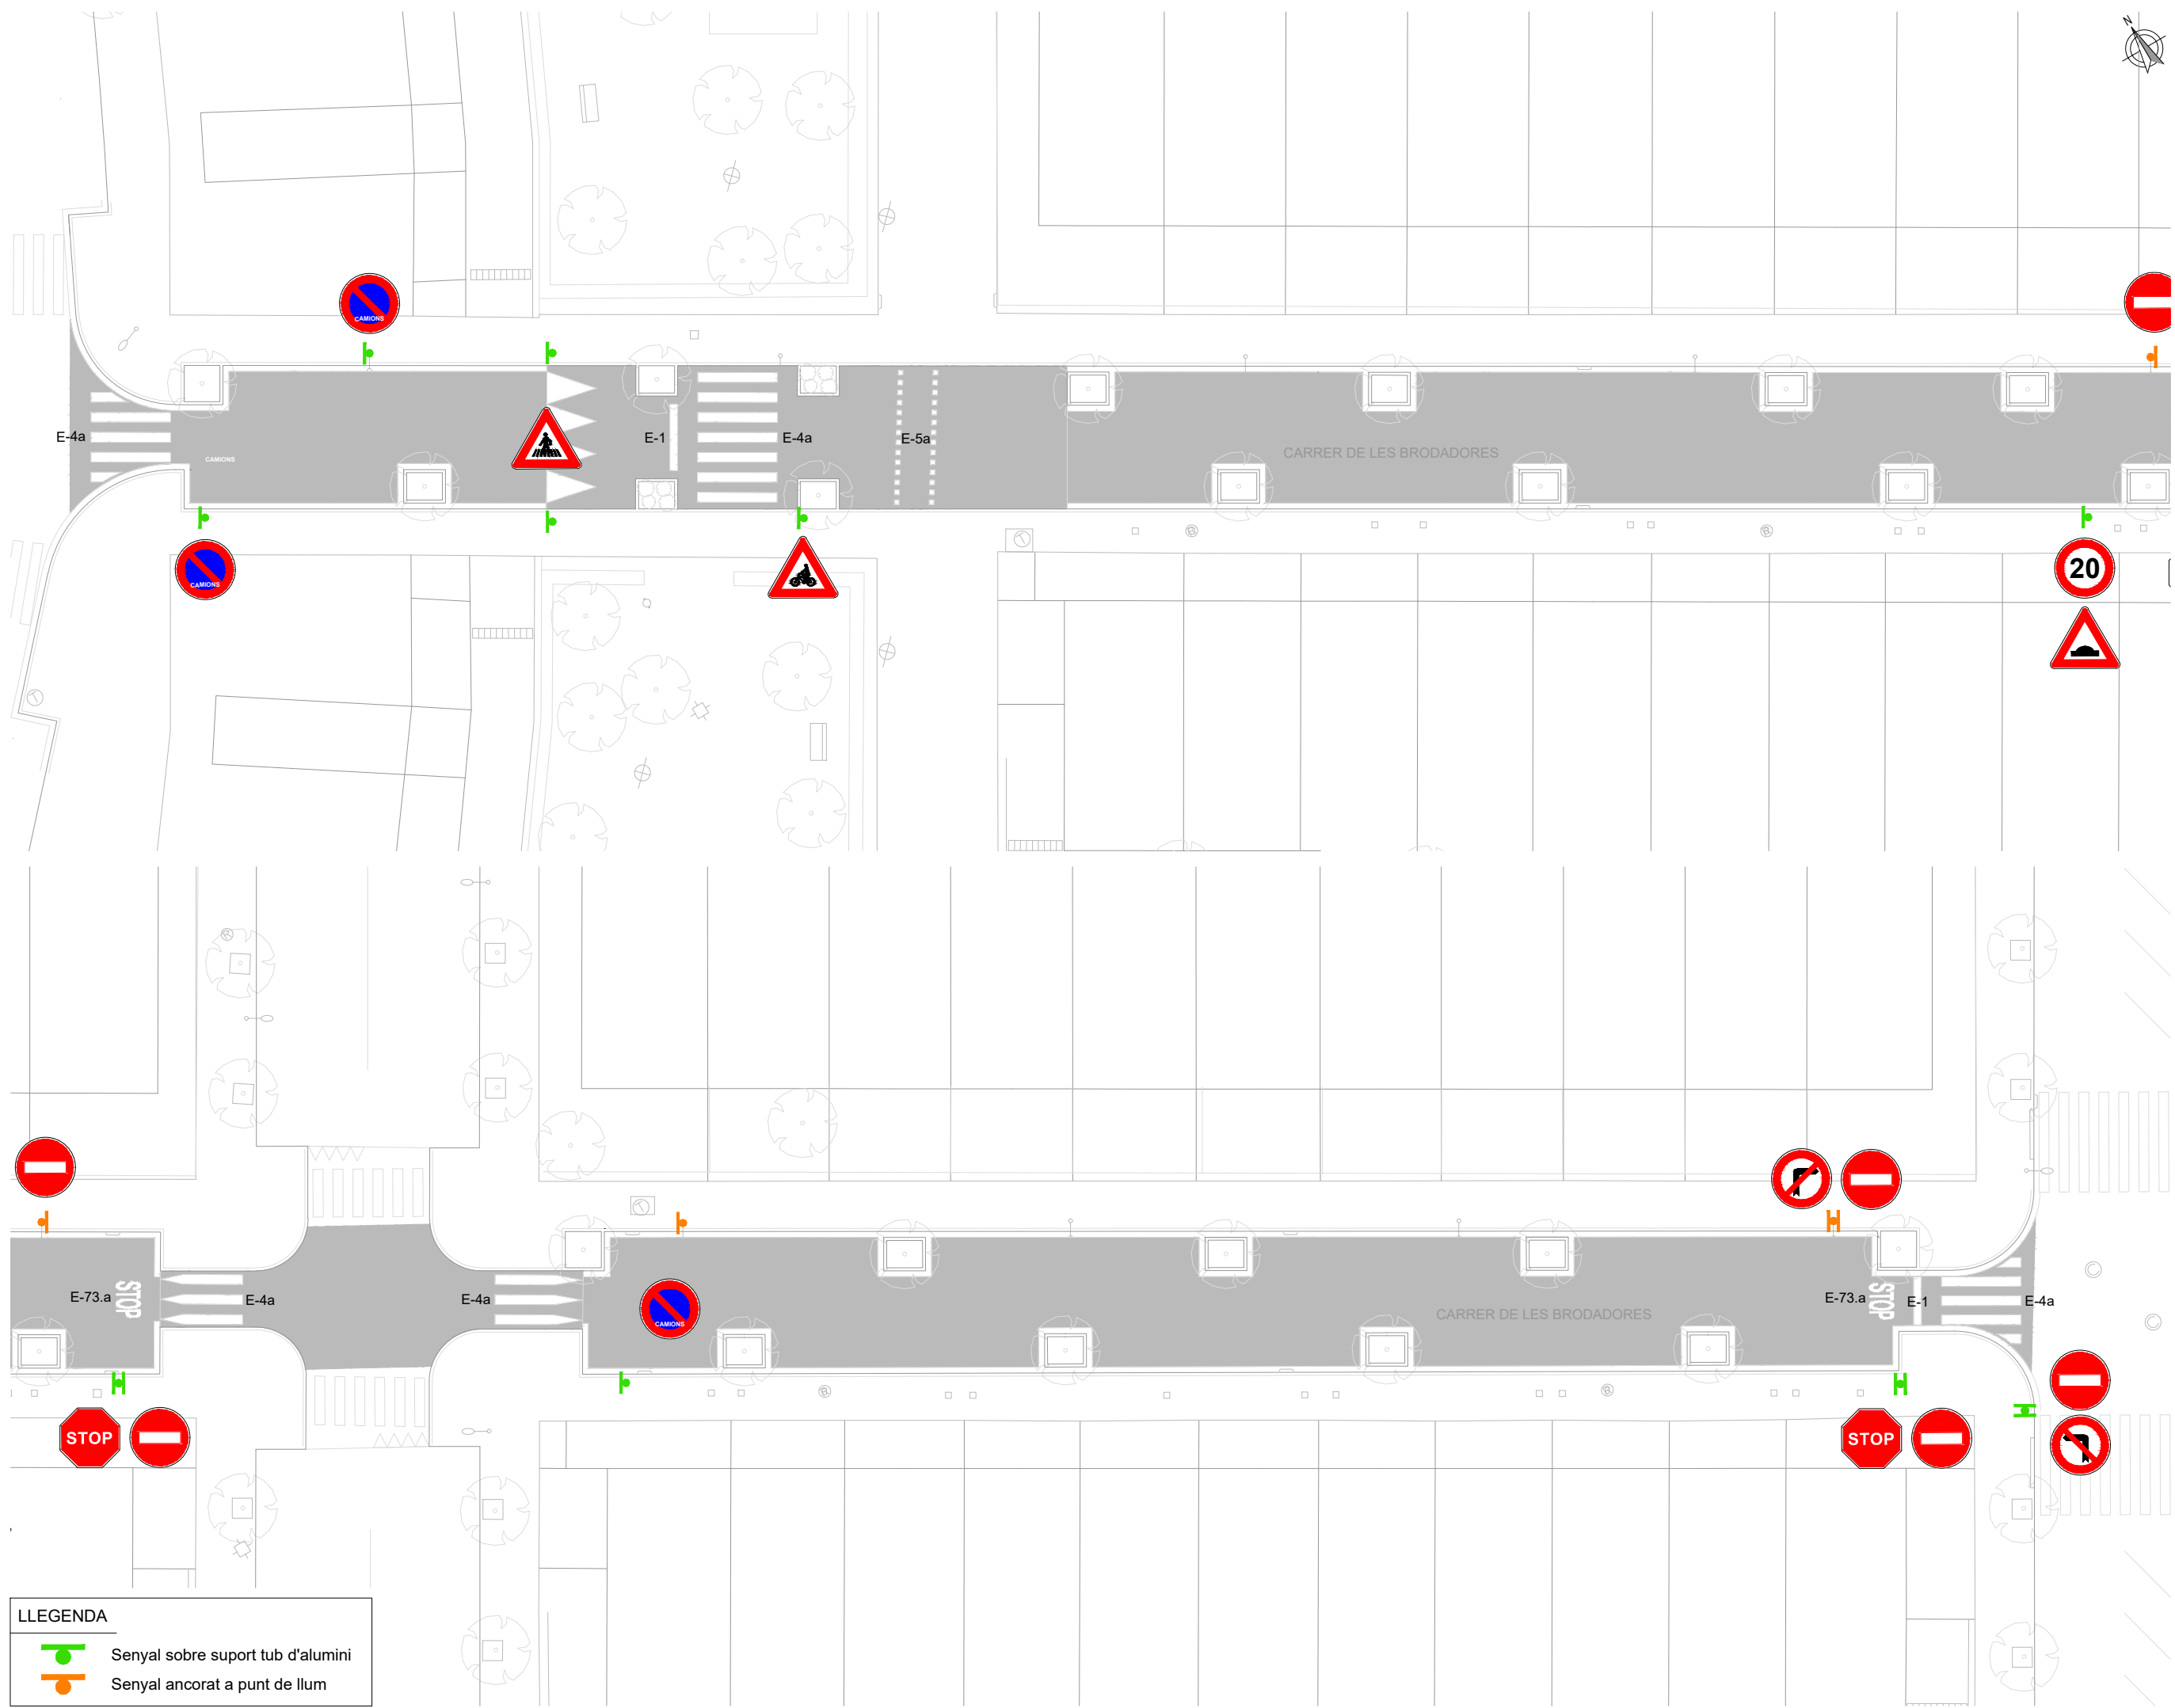 N
CAMIONS
E-4a
CAMIONS
E-1
E-4a
E-5a
CARRER DE LES BRODADORES
CAMIONS
20
E-73.a
STOP
E-4a
E-4a
CAMIONS
CARRER DE LES BRODADORES
E-73.a
STOP
E-1
E-4a
STOP
STOP
LLEGENDA
Senyal sobre suport tub d'alumini
Senyal ancorat a punt de llum